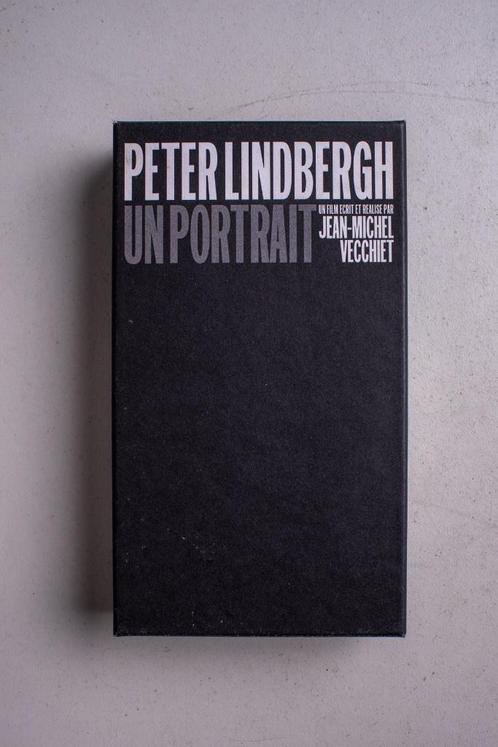 PETER LINDBERGH
UN PORTRAIT
UN FILM ECRIT ET REALISE PAR
JEAN-MICHEL
VECCHIET